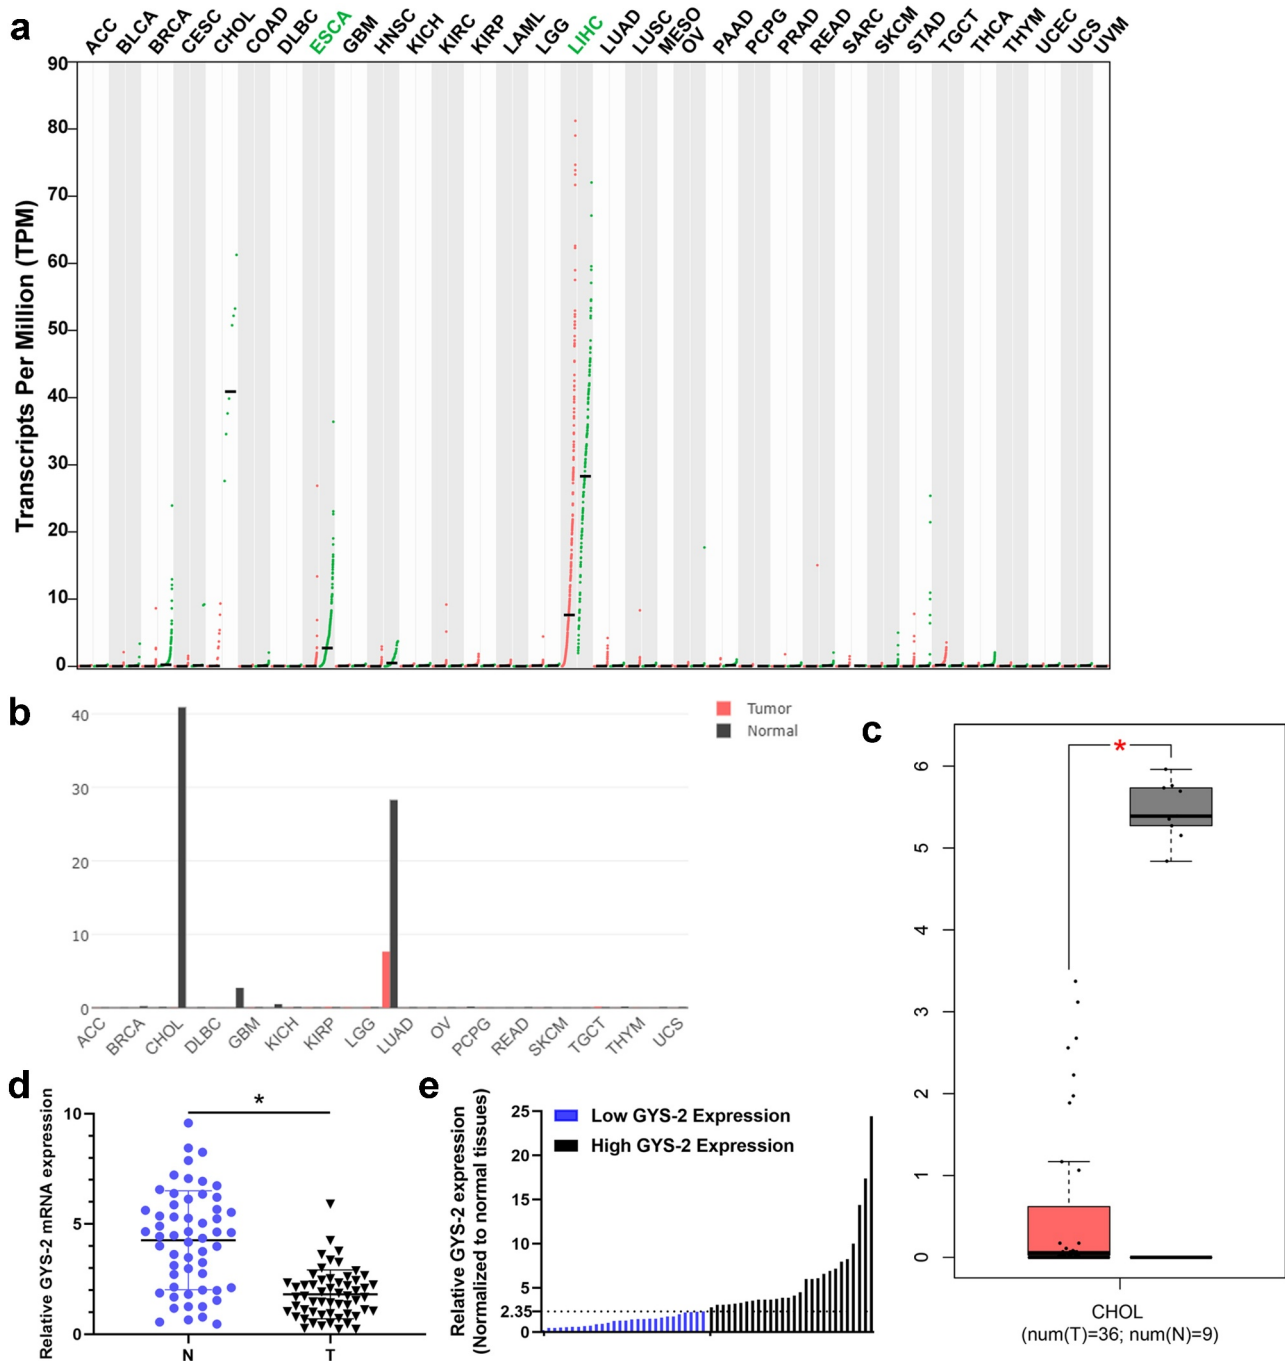 a
ACC BLCA BRCA CESC CHOL COAD DLBC ESCA GBM HNSC KICH KIRC KIRP LAML LGG LIHC LUAD LUSC MESO OV PAAD PCPG PRAD READ SARC SKCM STAD TGCT THCA THYM UCEC UCS UVM
Transcripts Per Million (TPM)
90
80
70
60
50
40
30
20
10
0
b
40
30
20
10
0
Tumor
Normal
ACC BRCA CHOL DLBC GBM KICH KIRP LGG LUAD OV PCPG READ SKCM TGCT THYM UCS
c
*
6
5
4
3
2
1
0
CHOL
(num(T)=36; num(N)=9)
d
Relative GYS-2 mRNA expression
10
5
0
*
N T
e
Relative GYS-2 expression
(Normalized to normal tissues)
25
20
15
10
5
2.35
0
Low GYS-2 Expression
High GYS-2 Expression